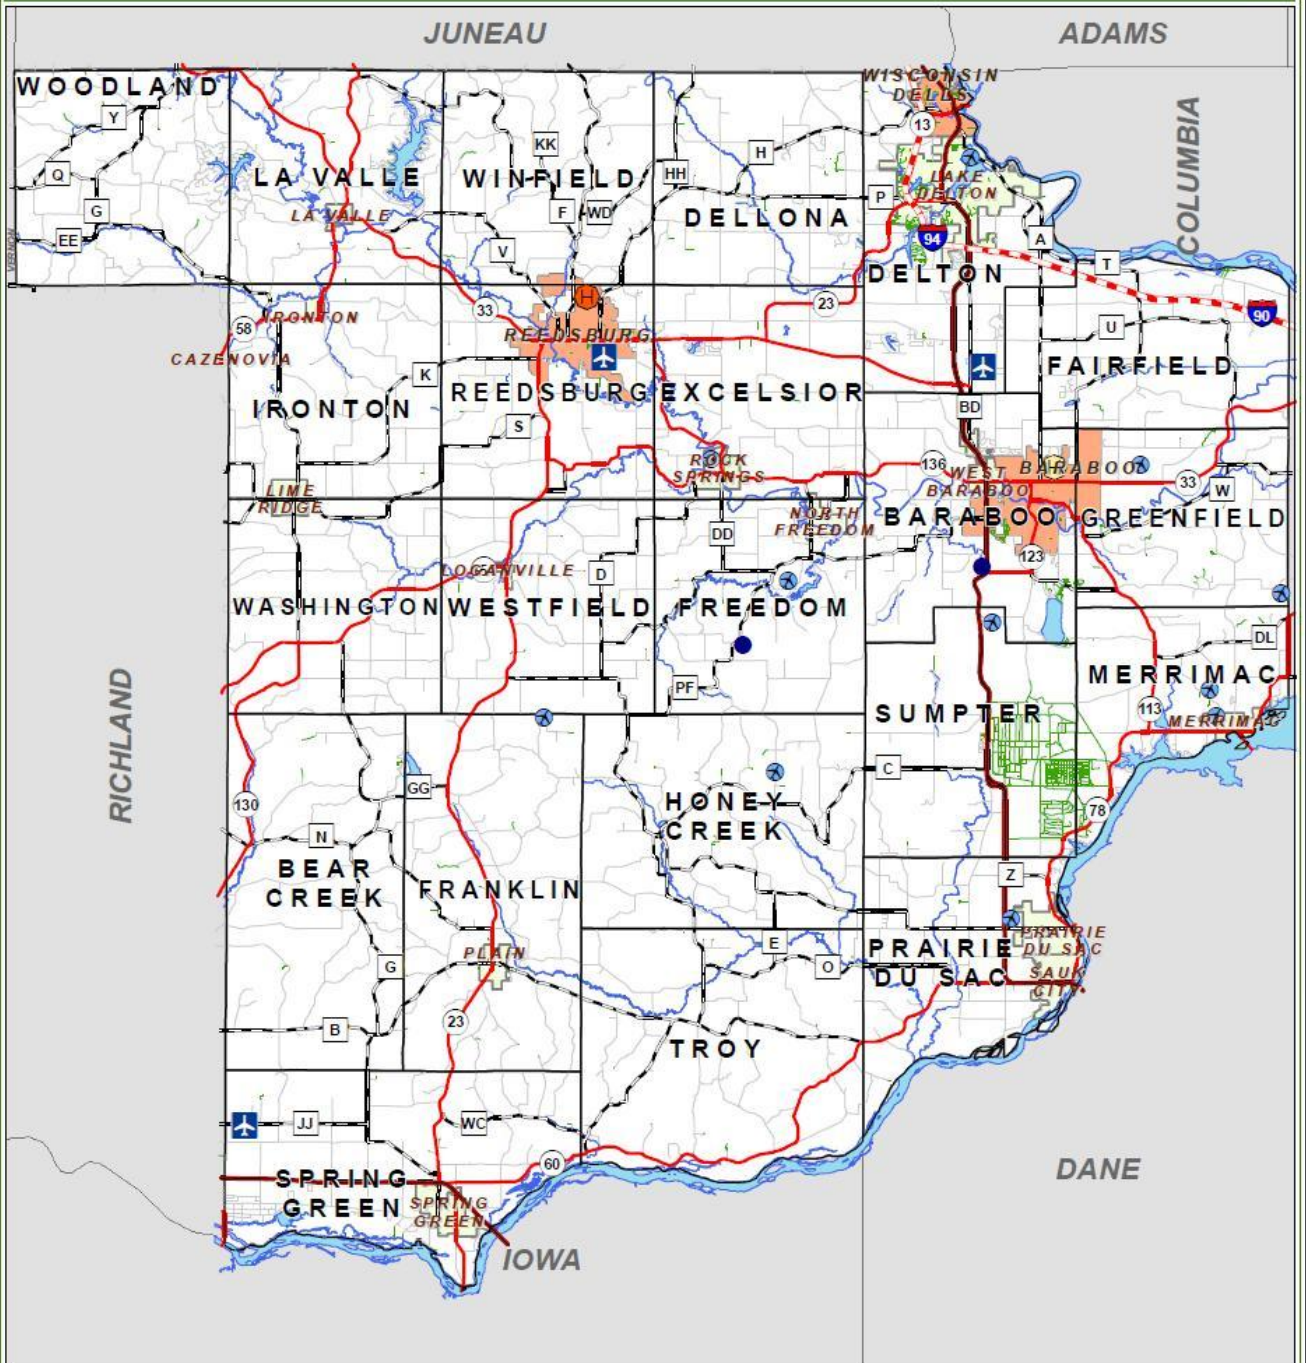 JUNEAU
ADAMS
WISCONSIN
DELLS
WOODLAND
Y
13
KK
H
Q
LA VALLE
WINFIELD
HH
LAKE
DELTON
P
COLUMBIA
G
LA VALLE
F
WD
DELLONA
EE
VERNON
V
94
A
T
DELTON
H
33
23
90
58
IRONTON
REEDSBURG
U
CAZENOVIA
K
FAIRFIELD
IRONTON
REEDSBURG
EXCELSIOR
BD
S
ROCK
SPRINGS
136
WEST
BARABOO
BARABOO
33
W
LIME
RIDGE
NORTH
FREEDOM
BARABOO
GREENFIELD
DD
123
LOGANVILLE
D
WASHINGTON
WESTFIELD
FREEDOM
DL
RICHLAND
PF
MERRIMAC
SUMPTER
113
MERRIMAC
C
GG
130
HONEY
CREEK
78
N
BEAR
CREEK
FRANKLIN
Z
PLAIN
E
PRAIRIE
DU SAC
PRAIRIE
DU SAC
G
O
SAUK
CITY
B
23
TROY
JJ
WC
60
SPRING
GREEN
SPRING
GREEN
DANE
IOWA